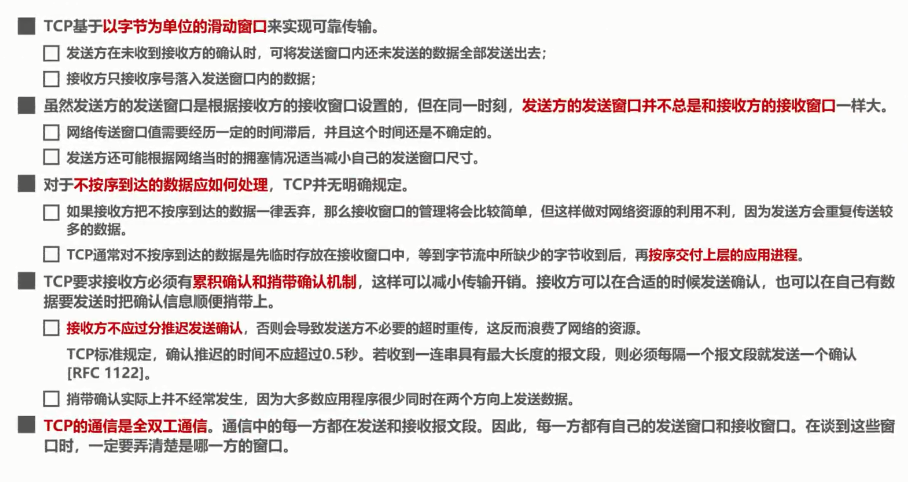 TCP基于以字节为单位的滑动窗口来实现可靠传输。
发送方在未收到接收方的确认时，可将发送窗口内还未发送的数据全部发送出去；
接收方只接收序号落入发送窗口内的数据；
虽然发送方的发送窗口是根据接收方的接收窗口设置的，但在同一时刻，发送方的发送窗口并不总是和接收方的接收窗口一样大。
网络传送窗口值需要经历一定的时间滞后，并且这个时间还是不确定的。
发送方还可能根据网络当时的拥塞情况适当减小自己的发送窗口尺寸。
对于不按序到达的数据应如何处理，TCP并无明确规定。
如果接收方把不按序到达的数据一律丢弃，那么接收窗口的管理将会比较简单，但这样做对网络资源的利用不利，因为发送方会重复传送较
多的数据。
TCP通常对不按序到达的数据是先临时存放在接收窗口中，等到字节流中所缺少的字节收到后，再按序交付上层的应用进程。
TCP要求接收方必须有累积确认和捎带确认机制，这样可以减小传输开销。接收方可以在合适的时候发送确认，也可以在自己有数
据要发送时把确认信息顺便捎带上。
接收方不应过分推迟发送确认，否则会导致发送方不必要的超时重传，这反而浪费了网络的资源。
TCP标准规定，确认推迟的时间不应超过0.5秒。若收到一连串具有最大长度的报文段，则必须每隔一个报文段就发送一个确认
[RFC 1122]。
捎带确认实际上并不经常发生，因为大多数应用程序很少同时在两个方向上发送数据。
TCP的通信是全双工通信。通信中的每一方都在发送和接收报文段。因此，每一方都有自己的发送窗口和接收窗口。在谈到这些窗
口时，一定要弄清楚是哪一方的窗口。